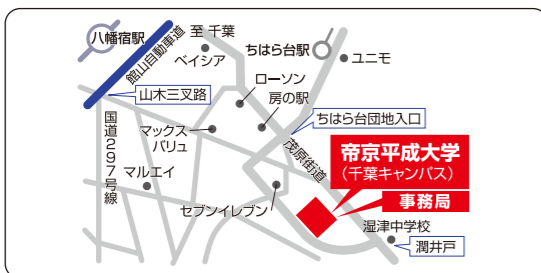 八幡宿駅
館山自動車道
至 千葉
ベイシア
ちはら台駅
ユニモ
ローソン
山木三叉路
房の駅
ちはら台団地入口
国道297号線
マックス
バリュ
茂原街道
帝京平成大学
(千葉キャンパス)
マルエイ
セブンイレブン
事務局
湿津中学校
潤井戸